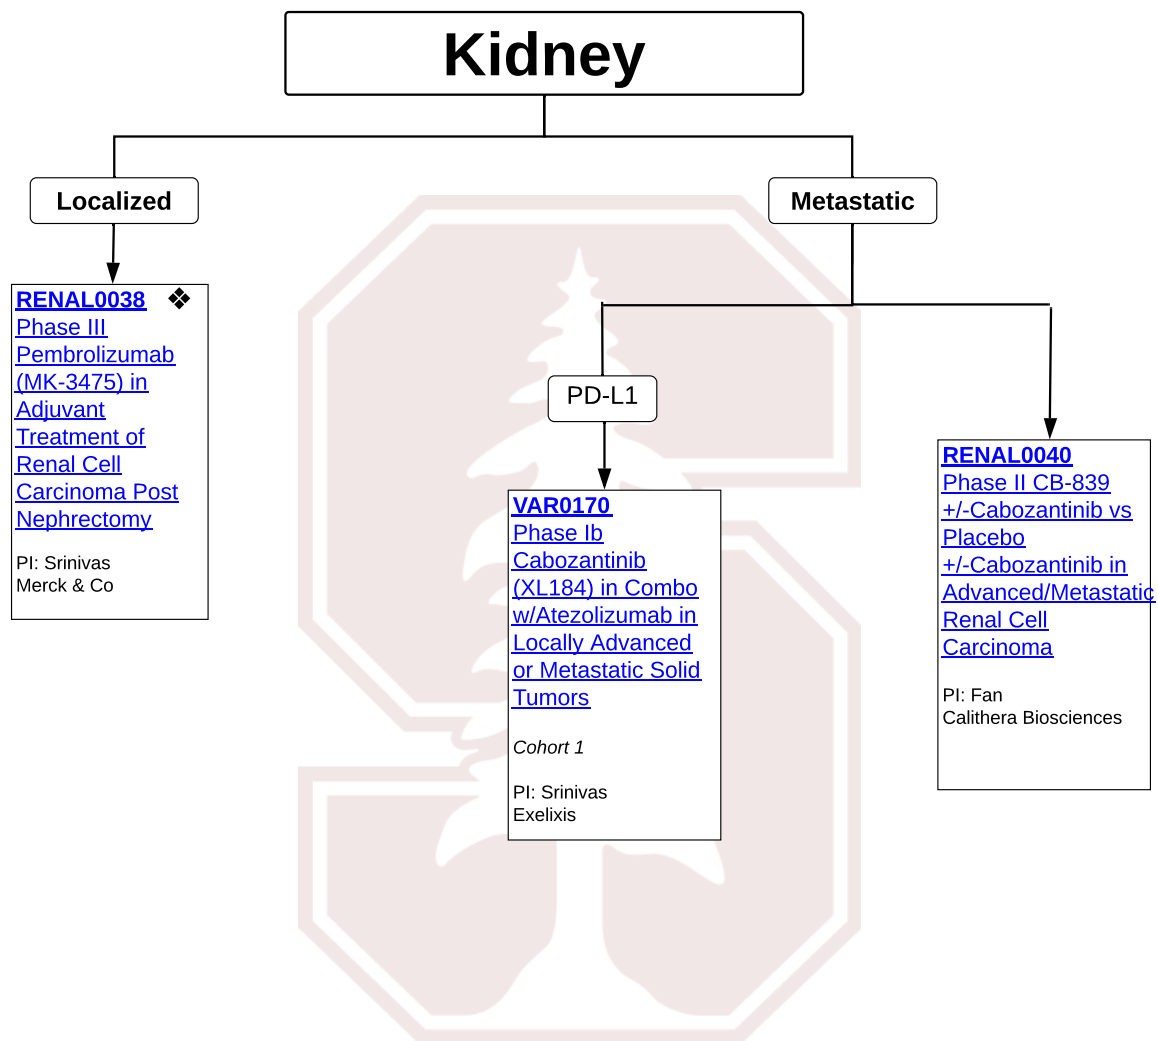 Kidney
Localized
Metastatic
RENAL0038 ❖
Phase III
Pembrolizumab
(MK-3475) in
Adjuvant
Treatment of
Renal Cell
Carcinoma Post
Nephrectomy
PI: Srinivas
Merck & Co
PD-L1
VAR0170
Phase Ib
Cabozantinib
(XL184) in Combo
w/Atezolizumab in
Locally Advanced
or Metastatic Solid
Tumors
Cohort 1
PI: Srinivas
Exelixis
RENAL0040
Phase II CB-839
+/-Cabozantinib vs
Placebo
+/-Cabozantinib in
Advanced/Metastatic
Renal Cell
Carcinoma
PI: Fan
Calithera Biosciences